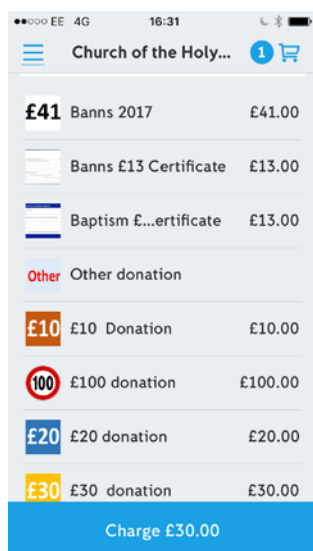 ●●○○○ EE 4G 16:31
Church of the Holy... 1
£41 Banns 2017 £41.00
Banns £13 Certificate £13.00
Baptism £...ertificate £13.00
Other Other donation
£10 £10 Donation £10.00
100 £100 donation £100.00
£20 £20 donation £20.00
£30 £30 donation £30.00
Charge £30.00